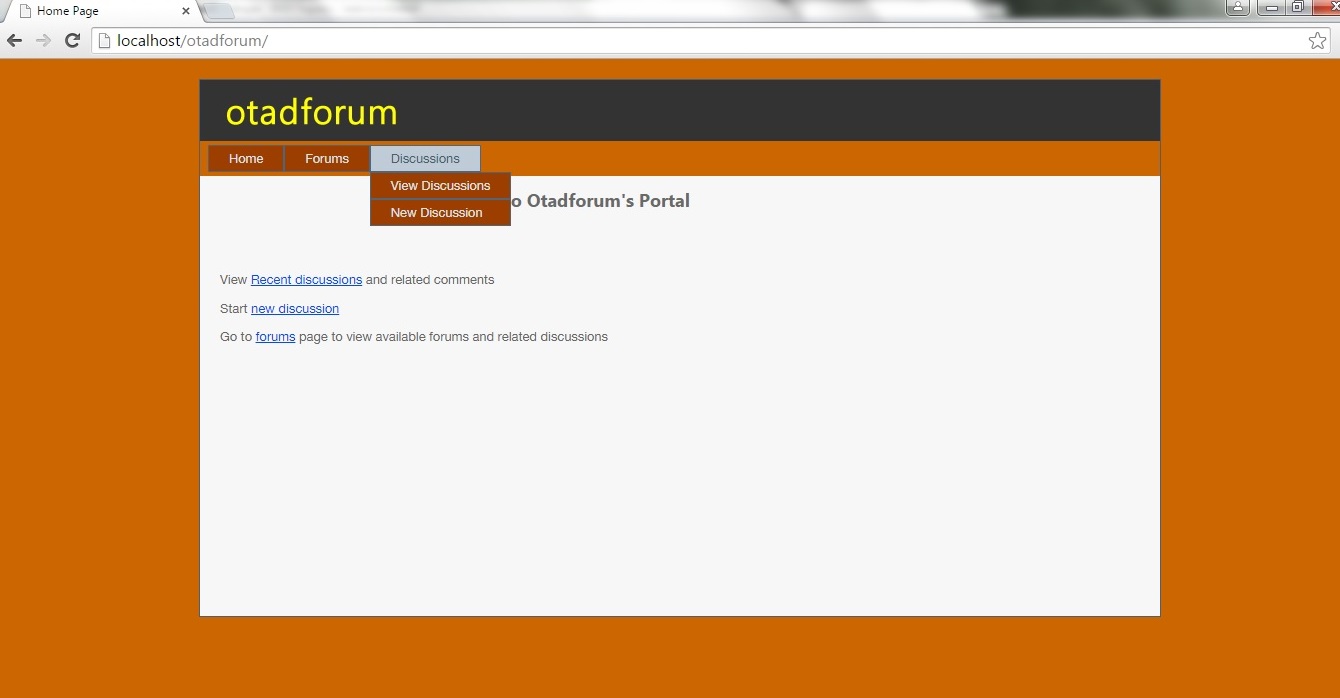 Home Page
localhost/otadforum/
otadforum
Home Forums Discussions
View Discussions
o Otadforum's Portal
New Discussion
View Recent discussions and related comments
Start new discussion
Go to forums page to view available forums and related discussions